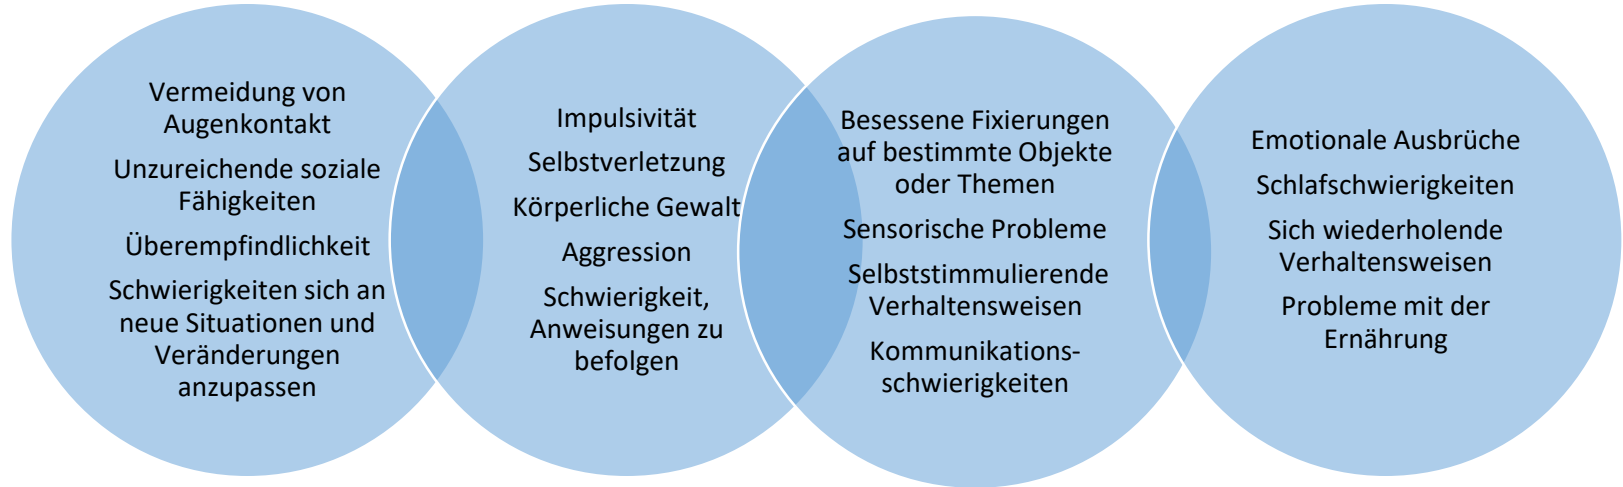 Vermeidung von
Augenkontakt
Unzureichende soziale
Fähigkeiten
Überempfindlichkeit
Schwierigkeiten sich an
neue Situationen und
Veränderungen
anzupassen
Impulsivität
Selbstverletzung
Körperliche Gewalt
Aggression
Schwierigkeit,
Anweisungen zu
befolgen
Besessene Fixierungen
auf bestimmte Objekte
oder Themen
Sensorische Probleme
Selbststimmulierende
Verhaltensweisen
Kommunikations-
schwierigkeiten
Emotionale Ausbrüche
Schlafschwierigkeiten
Sich wiederholende
Verhaltensweisen
Probleme mit der
Ernährung